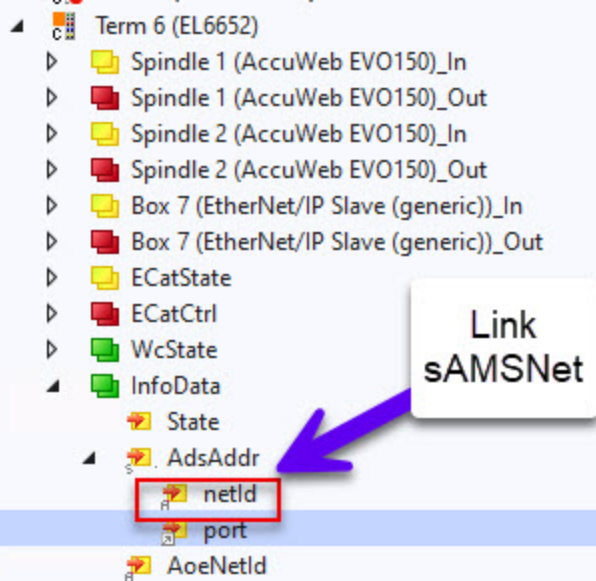 Term 6 (EL6652)
Spindle 1 (AccuWeb EVO150)_In
Spindle 1 (AccuWeb EVO150)_Out
Spindle 2 (AccuWeb EVO150)_In
Spindle 2 (AccuWeb EVO150)_Out
Box 7 (EtherNet/IP Slave (generic))_In
Box 7 (EtherNet/IP Slave (generic))_Out
ECatState
ECatCtrl
WcState
InfoData
State
AdsAddr
netId
port
AoeNetId
Link
sAMSNet